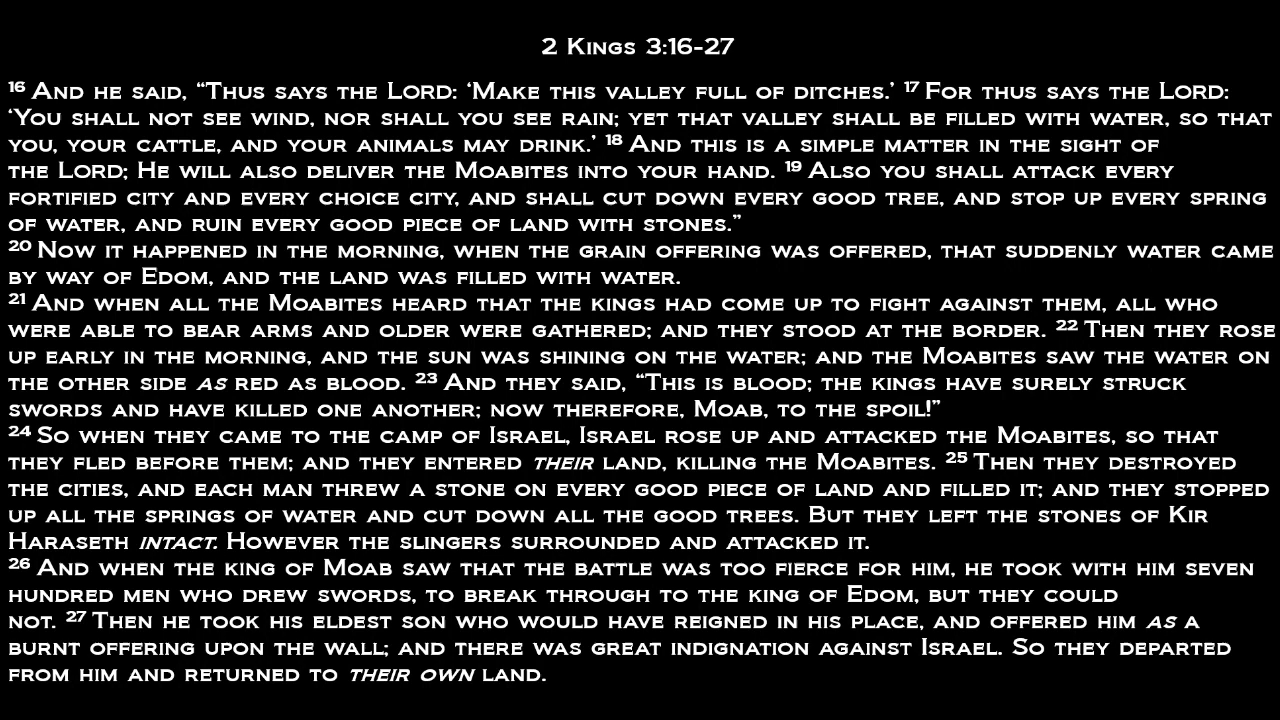 2 Kings 3:16-27
16 And he said, “Thus says the Lord: ‘Make this valley full of ditches.’ 17 For thus says the Lord:
‘You shall not see wind, nor shall you see rain; yet that valley shall be filled with water, so that
you, your cattle, and your animals may drink.’ 18 And this is a simple matter in the sight of
the Lord; He will also deliver the Moabites into your hand. 19 Also you shall attack every
fortified city and every choice city, and shall cut down every good tree, and stop up every spring
of water, and ruin every good piece of land with stones.”
20 Now it happened in the morning, when the grain offering was offered, that suddenly water came
by way of Edom, and the land was filled with water.
21 And when all the Moabites heard that the kings had come up to fight against them, all who
were able to bear arms and older were gathered; and they stood at the border. 22 Then they rose
up early in the morning, and the sun was shining on the water; and the Moabites saw the water on
the other side as red as blood. 23 And they said, “This is blood; the kings have surely struck
swords and have killed one another; now therefore, Moab, to the spoil!”
24 So when they came to the camp of Israel, Israel rose up and attacked the Moabites, so that
they fled before them; and they entered their land, killing the Moabites. 25 Then they destroyed
the cities, and each man threw a stone on every good piece of land and filled it; and they stopped
up all the springs of water and cut down all the good trees. But they left the stones of Kir
Haraseth intact. However the slingers surrounded and attacked it.
26 And when the king of Moab saw that the battle was too fierce for him, he took with him seven
hundred men who drew swords, to break through to the king of Edom, but they could
not. 27 Then he took his eldest son who would have reigned in his place, and offered him as a
burnt offering upon the wall; and there was great indignation against Israel. So they departed
from him and returned to their own land.